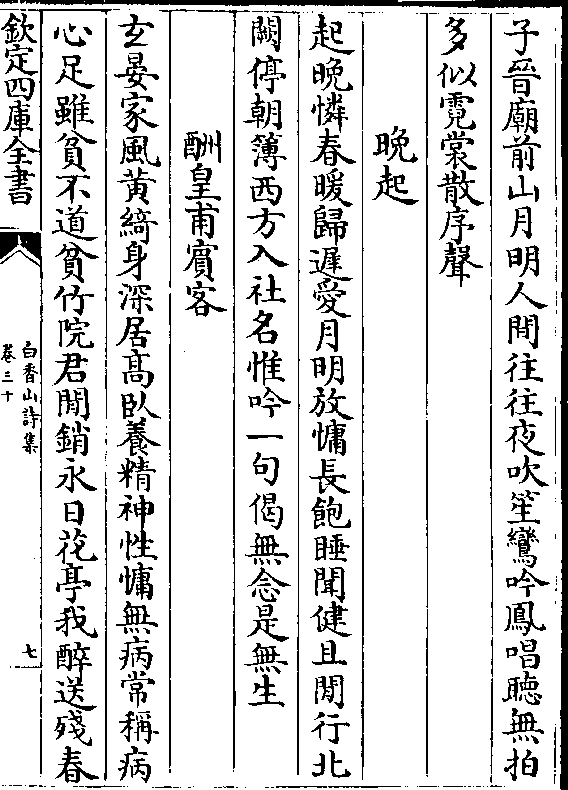 子晉廟前山月明人間往往夜吹笙鸞吟鳳唱聴無拍
多似霓裳散序聲
晚起
起晚憐春暖歸遲愛月明放慵長飽睡聞健且閒行北
闕停朝簿西方入社名惟吟一句偈無念是無生
酬皇甫賓客
玄晏家風黃綺身深居高臥養精神性慵無病常稱病
心足雖貧不道貧竹院君閒銷永日花亭我醉送殘春
欽定四庫全書
白香山詩集
卷三十
七